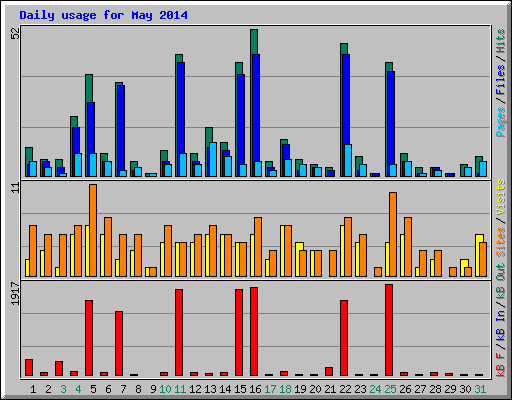 Daily usage for May 2014
52
Pages / Files / Hits
11
Sites / Visits
1917
kB F / kB In / kB Out
1 2 3 4 5 6 7 8 9 10 11 12 13 14 15 16 17 18 19 20 21 22 23 24 25 26 27 28 29 30 31